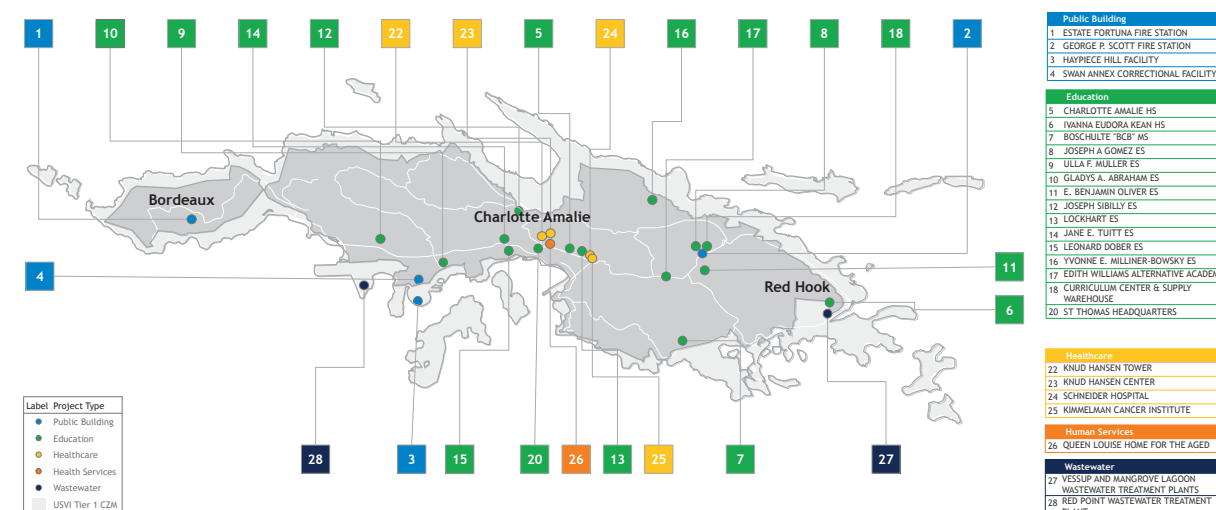 1 10 9 14 12 22 23 5 24 16 17 8 18 2
Bordeaux
Charlotte Amalie
Red Hook
4
11
6
28 3 15 20 26 13 25 7 27
Label Project Type
Public Building
Education
Healthcare
Health Services
Wastewater
USVI Tier 1 CZM
Public Building
1 ESTATE FORTUNA FIRE STATION
2 GEORGE P. SCOTT FIRE STATION
3 HAYPIECE HILL FACILITY
4 SWAN ANNEX CORRECTIONAL FACILITY
Education
5 CHARLOTTE AMALIE HS
6 IVANNA EUDORA KEAN HS
7 BOSCHULTE "BCB" MS
8 JOSEPH A GOMEZ ES
9 ULLA F. MULLER ES
10 GLADYS A. ABRAHAM ES
11 E. BENJAMIN OLIVER ES
12 JOSEPH SIBILLY ES
13 LOCKHART ES
14 JANE E. TUITT ES
15 LEONARD DOBER ES
16 YVONNE E. MILLINER-BOWSKY ES
17 EDITH WILLIAMS ALTERNATIVE ACADEM
18 CURRICULUM CENTER & SUPPLY
WAREHOUSE
20 ST THOMAS HEADQUARTERS
Healthcare
22 KNUD HANSEN TOWER
23 KNUD HANSEN CENTER
24 SCHNEIDER HOSPITAL
25 KIMMELMAN CANCER INSTITUTE
Human Services
26 QUEEN LOUISE HOME FOR THE AGED
Wastewater
27 VESSUP AND MANGROVE LAGOON
WASTEWATER TREATMENT PLANTS
28 RED POINT WASTEWATER TREATMENT
PLANT